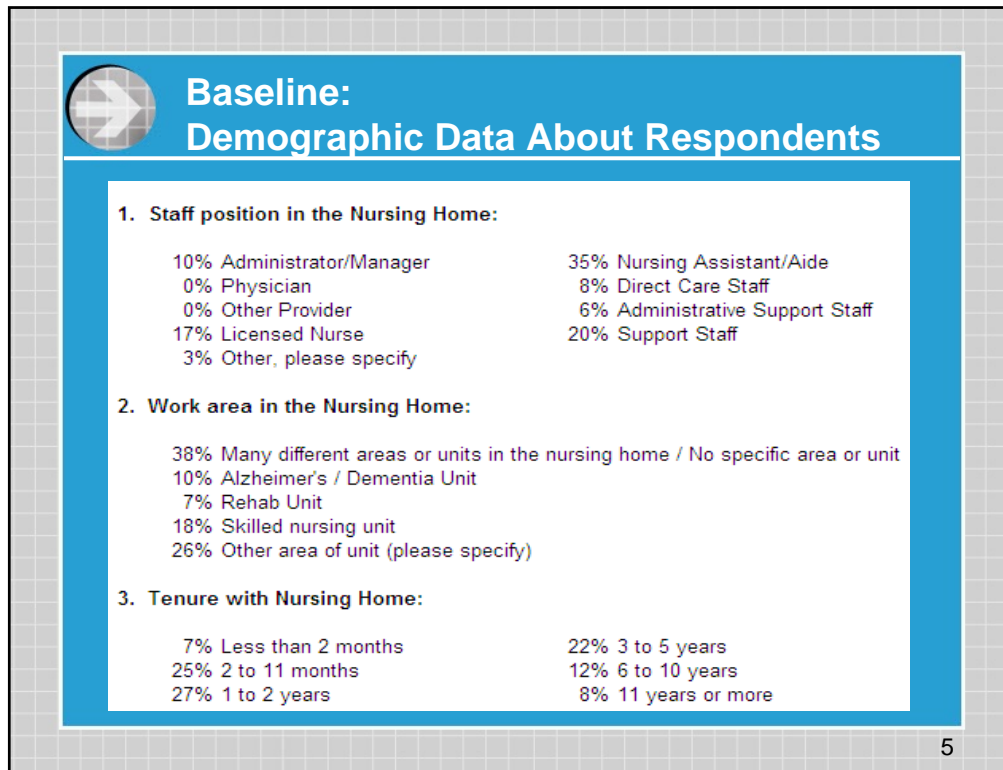 Baseline:
Demographic Data About Respondents
1. Staff position in the Nursing Home:
10% Administrator/Manager
0% Physician
0% Other Provider
17% Licensed Nurse
3% Other, please specify
35% Nursing Assistant/Aide
8% Direct Care Staff
6% Administrative Support Staff
20% Support Staff
2. Work area in the Nursing Home:
38% Many different areas or units in the nursing home / No specific area or unit
10% Alzheimer's / Dementia Unit
7% Rehab Unit
18% Skilled nursing unit
26% Other area of unit (please specify)
3. Tenure with Nursing Home:
7% Less than 2 months
25% 2 to 11 months
27% 1 to 2 years
22% 3 to 5 years
12% 6 to 10 years
8% 11 years or more
5